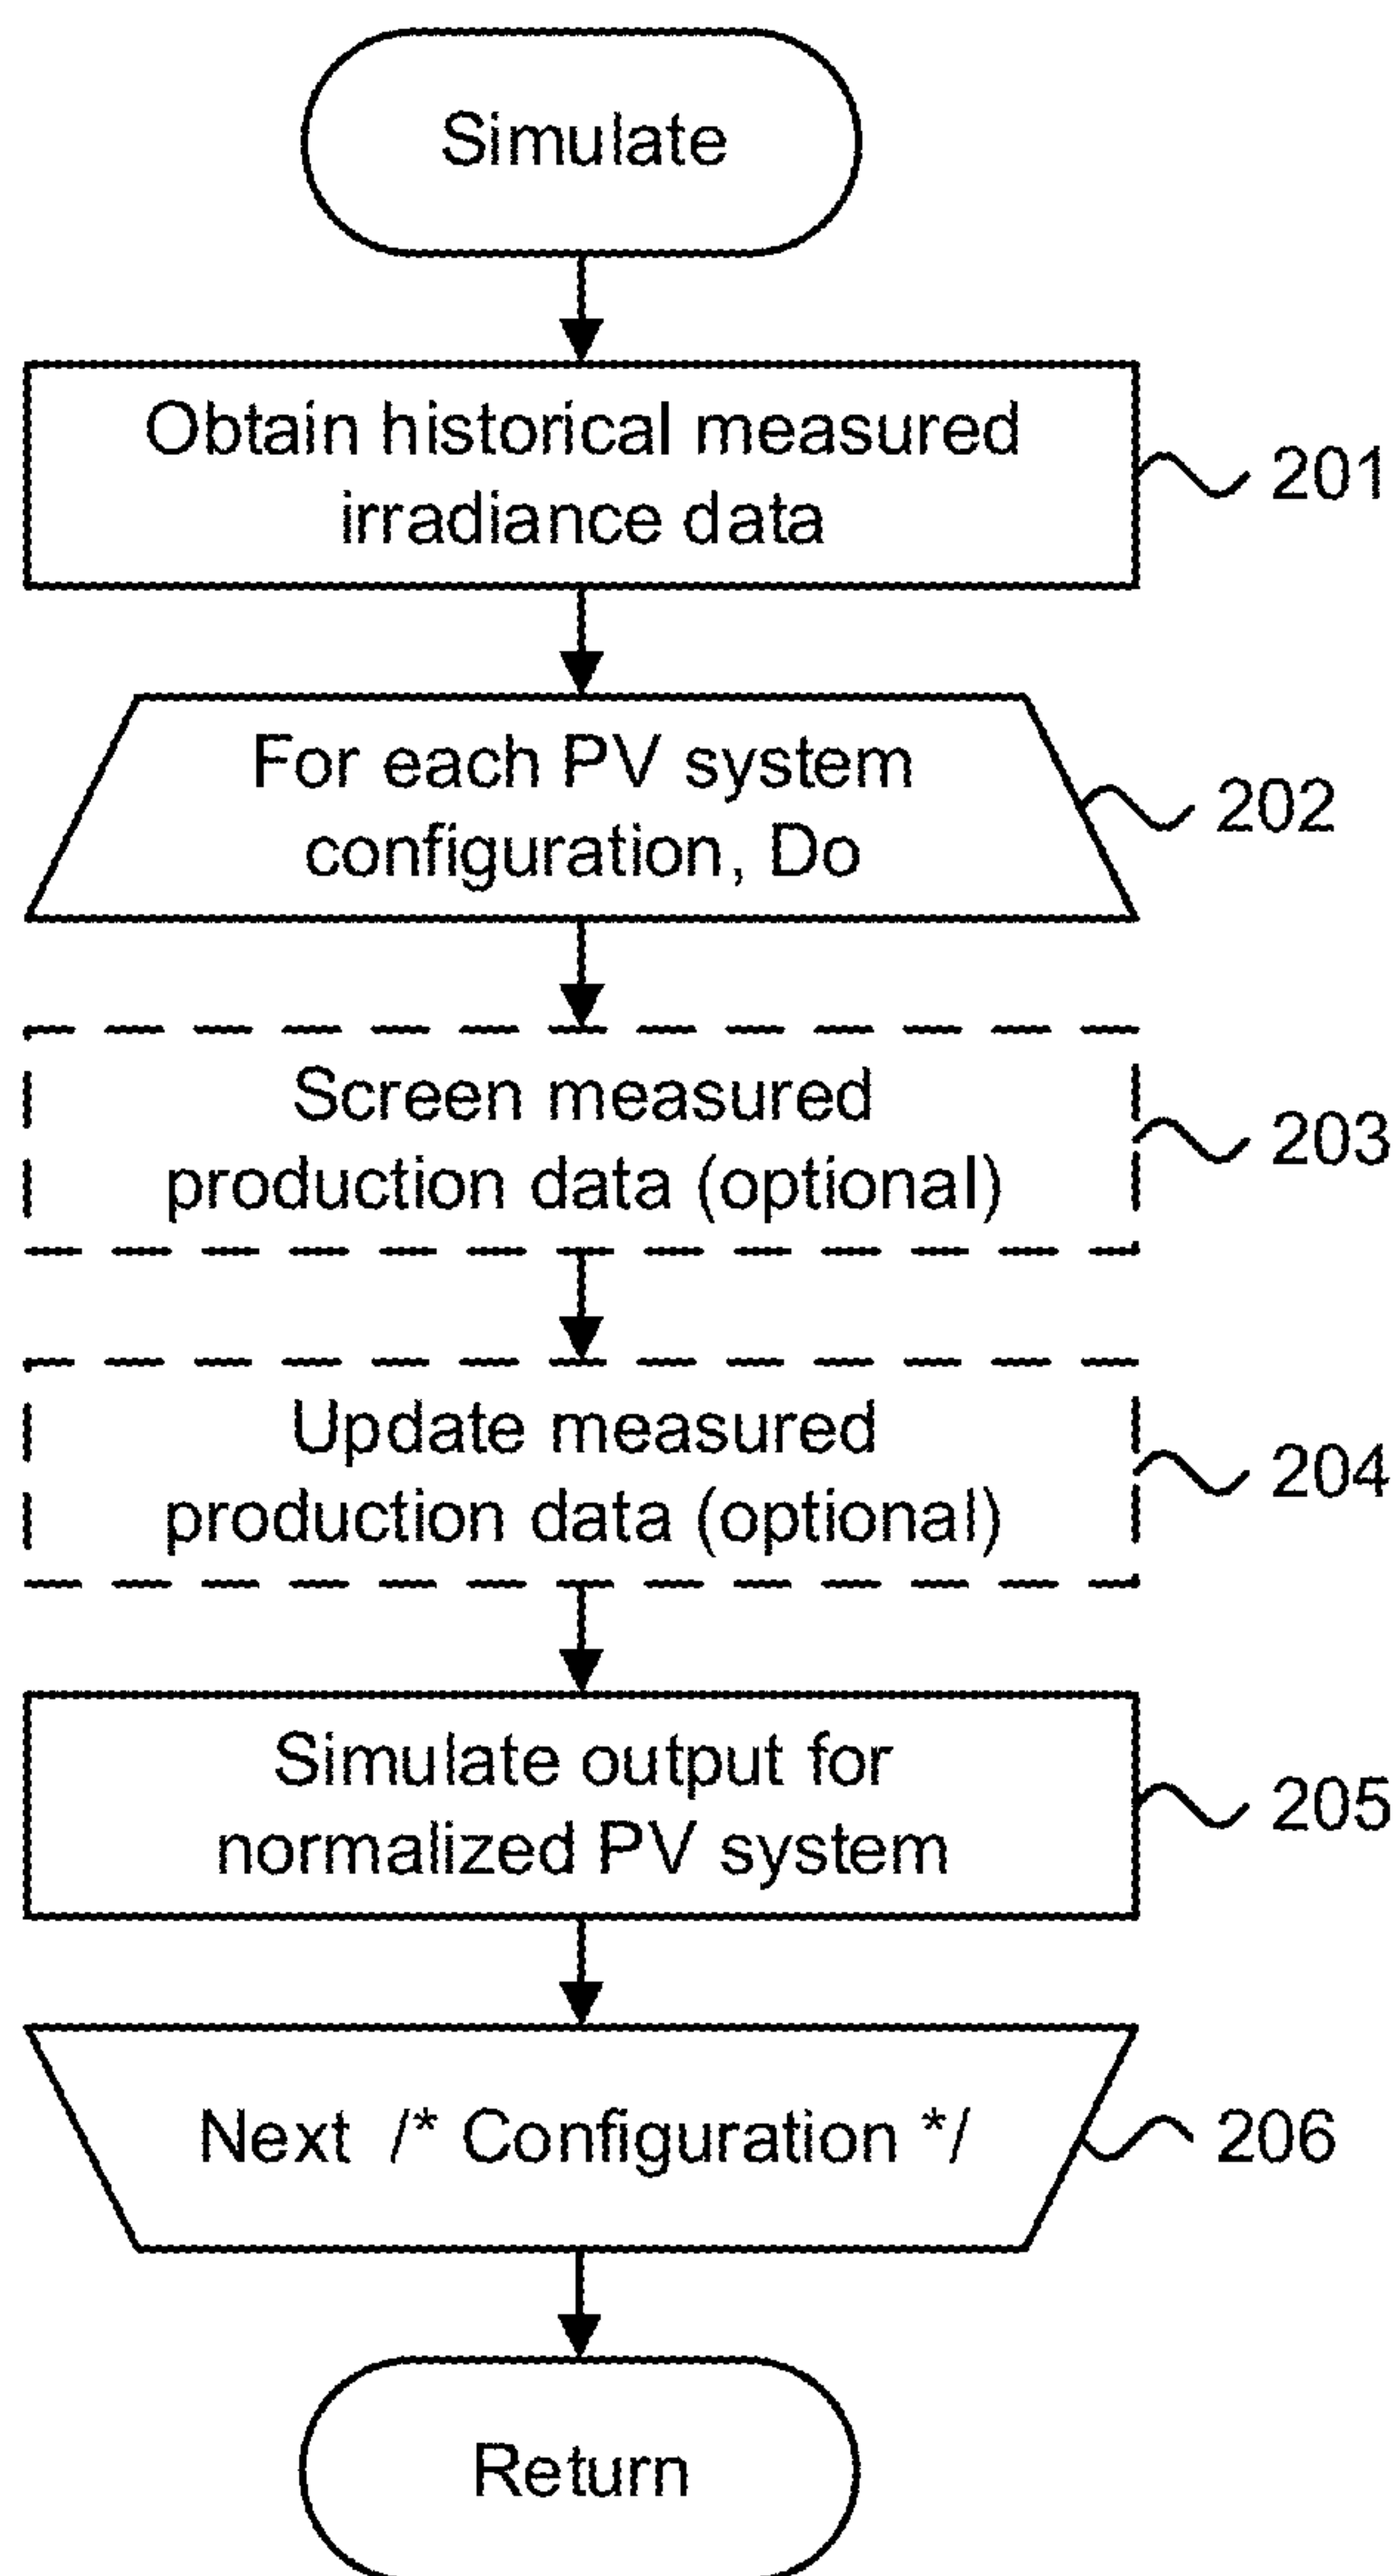 Simulate
Obtain historical measured
irradiance data
201
For each PV system
configuration, Do
202
Screen measured
production data (optional)
203
Update measured
production data (optional)
204
Simulate output for
normalized PV system
205
Next /* Configuration */
206
Return